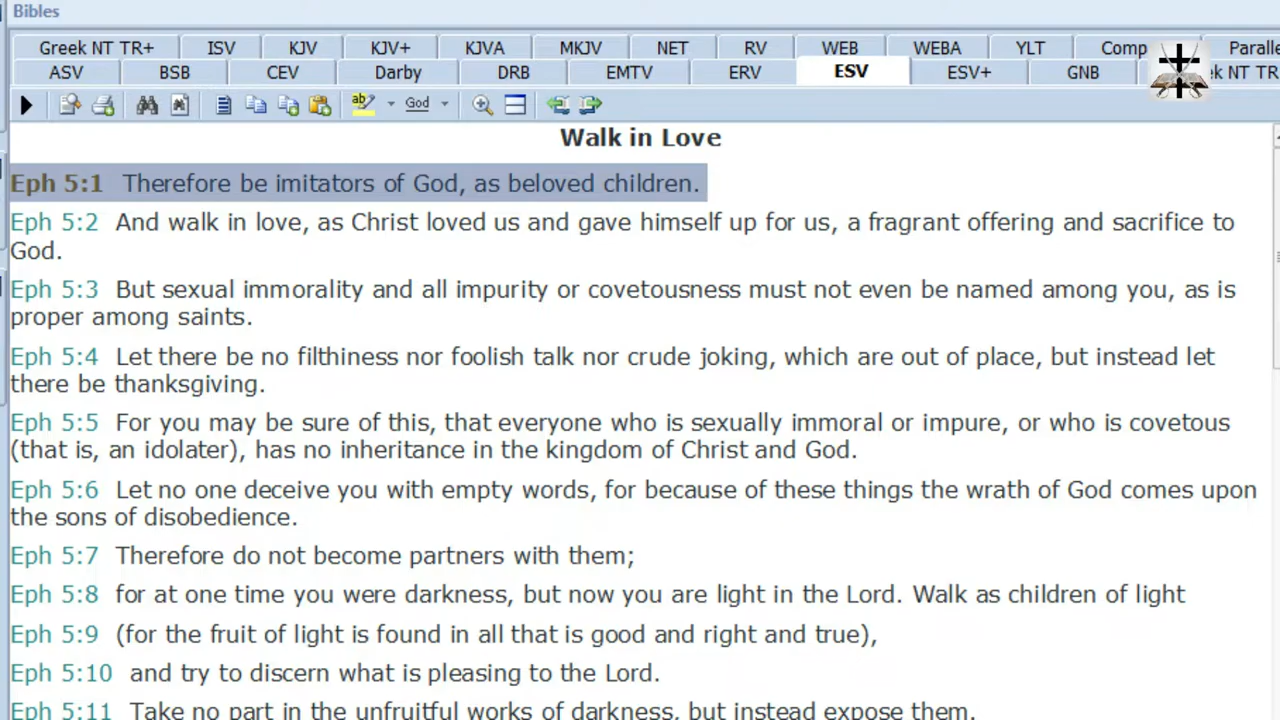 Bibles
Greek NT TR+ ISV KJV KJV+ KJVA MKJV NET RV WEB WEBA YLT Comp Paralle
ASV BSB CEV Darby DRB EMTV ERV ESV ESV+ GNB ek NT TR
ab God
Walk in Love
Eph 5:1 Therefore be imitators of God, as beloved children.
Eph 5:2 And walk in love, as Christ loved us and gave himself up for us, a fragrant offering and sacrifice to
God.
Eph 5:3 But sexual immorality and all impurity or covetousness must not even be named among you, as is
proper among saints.
Eph 5:4 Let there be no filthiness nor foolish talk nor crude joking, which are out of place, but instead let
there be thanksgiving.
Eph 5:5 For you may be sure of this, that everyone who is sexually immoral or impure, or who is covetous
(that is, an idolater), has no inheritance in the kingdom of Christ and God.
Eph 5:6 Let no one deceive you with empty words, for because of these things the wrath of God comes upon
the sons of disobedience.
Eph 5:7 Therefore do not become partners with them;
Eph 5:8 for at one time you were darkness, but now you are light in the Lord. Walk as children of light
Eph 5:9 (for the fruit of light is found in all that is good and right and true),
Eph 5:10 and try to discern what is pleasing to the Lord.
Eph 5:11 Take no part in the unfruitful works of darkness, but instead expose them.